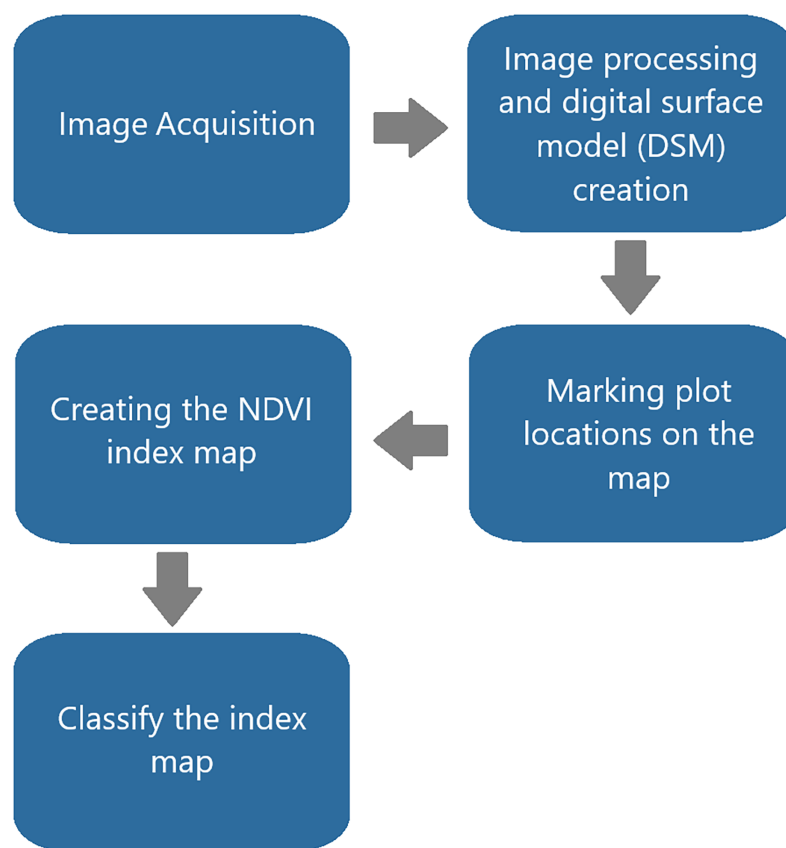 Image Acquisition
Image processing
and digital surface
model (DSM)
creation
Marking plot
locations on the
map
Creating the NDVI
index map
Classify the index
map